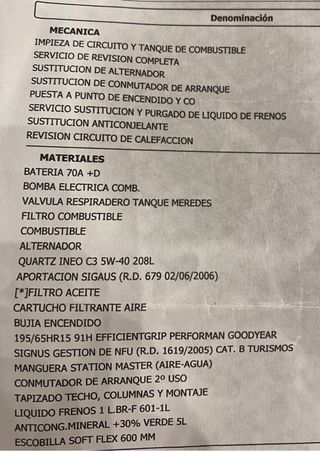 Denominación
MECANICA
IMPIEZA DE CIRCUITO Y TANQUE DE COMBUSTIBLE
SERVICIO DE REVISION COMPLETA
SUSTITUCION DE ALTERNADOR
SUSTITUCION DE CONMUTADOR DE ARRANQUE
PUESTA A PUNTO DE ENCENDIDO Y CO
SERVICIO SUSTITUCION Y PURGADO DE LIQUIDO DE FRENOS
SUSTITUCION ANTICONJELANTE
REVISION CIRCUITO DE CALEFACCION
MATERIALES
BATERIA 70A +D
BOMBA ELECTRICA COMB.
VALVULA RESPIRADERO TANQUE MEREDES
FILTRO COMBUSTIBLE
COMBUSTIBLE
ALTERNADOR
QUARTZ INEO C3 5W-40 208L
APORTACION SIGAUS (R.D. 679 02/06/2006)
[*]FILTRO ACEITE
CARTUCHO FILTRANTE AIRE
BUJIA ENCENDIDO
195/65HR15 91H EFFICIENTGRIP PERFORMAN GOODYEAR
SIGNUS GESTION DE NFU (R.D. 1619/2005) CAT. B TURISMOS
MANGUERA STATION MASTER (AIRE-AGUA)
CONMUTADOR DE ARRANQUE 2º USO
TAPIZADO TECHO, COLUMNAS Y MONTAJE
LIQUIDO FRENOS 1 L.BR-F 601-1L
ANTICONG.MINERAL +30% VERDE 5L
ESCOBILLA SOFT FLEX 600 MM